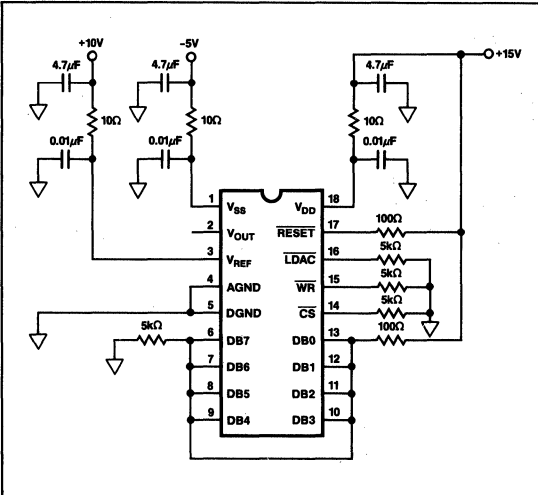 +10V
-5V
+15V
4.7µF
4.7µF
4.7µF
10Ω
10Ω
10Ω
0.01µF
0.01µF
0.01µF
1 VSS
VDD 18
2 VOUT
RESET 17
100Ω
3 VREF
LDAC 16
5kΩ
4 AGND
WR 15
5kΩ
5 DGND
CS 14
5kΩ
5kΩ
6 DB7
DB0 13
100Ω
7 DB6
DB1 12
8 DB5
DB2 11
9 DB4
DB3 10